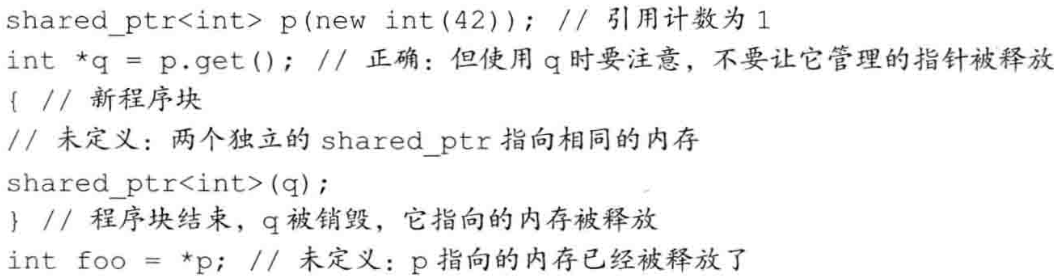 shared_ptr<int> p(new int(42)); // 引用计数为 1
int *q = p.get(); // 正确：但使用 q 时要注意，不要让它管理的指针被释放
{ // 新程序块
// 未定义：两个独立的 shared_ptr 指向相同的内存
shared_ptr<int>(q);
} // 程序块结束，q 被销毁，它指向的内存被释放
int foo = *p; // 未定义：p 指向的内存已经被释放了